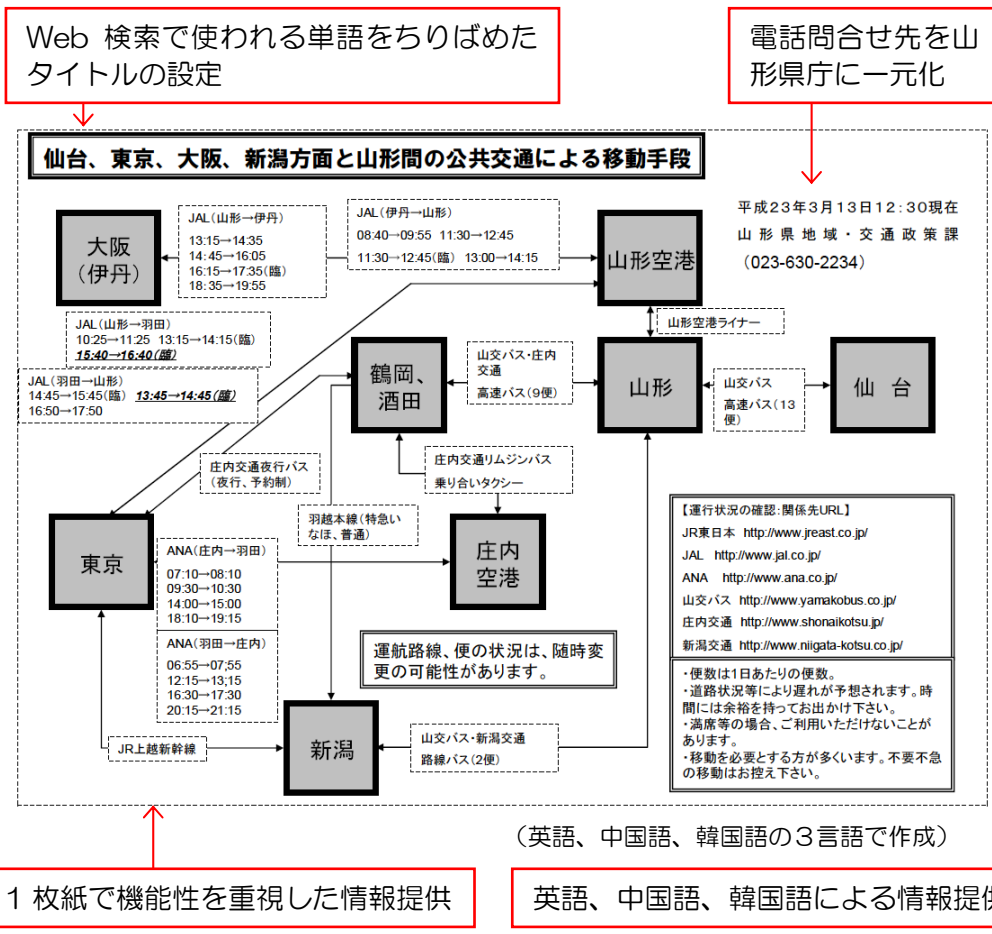 Web 検索で使われる単語をちりばめた
タイトルの設定
電話問合せ先を山
形県庁に一元化
仙台、東京、大阪、新潟方面と山形間の公共交通による移動手段
平成23年3月13日12:30現在
山形県地域・交通政策課
(023-630-2234)
大阪
(伊丹)
JAL(山形→伊丹)
13:15→14:35
14:45→16:05
16:15→17:35(臨)
18:35→19:55
JAL(伊丹→山形)
08:40→09:55 11:30→12:45
11:30→12:45(臨) 13:00→14:15
山形空港
山形空港ライナー
JAL(山形→羽田)
10:25→11:25 13:15→14:15(臨)
15:40→16:40(臨)
JAL(羽田→山形)
14:45→15:45(臨) 13:45→14:45(臨)
16:50→17:50
鶴岡、
酒田
山交バス・庄内
交通
高速バス(9便)
山形
山交バス
高速バス(13
便)
仙 台
庄内交通夜行バス
(夜行、予約制)
庄内交通リムジンバス
乗り合いタクシー
羽越本線(特急い
なほ、普通)
東京
ANA(庄内→羽田)
07:10→08:10
09:30→10:30
14:00→15:00
18:10→19:15
ANA(羽田→庄内)
06:55→07;55
12:15→13;15
16:30→17:30
20:15→21:15
庄内
空港
【運行状況の確認:関係先URL】
JR東日本 http://www.jreast.co.jp/
JAL http://www.jal.co.jp/
ANA http://www.ana.co.jp/
山交バス http://www.yamakobus.co.jp/
庄内交通 http://www.shonaikotsu.jp/
新潟交通 http://www.niigata-kotsu.co.jp/
運航路線、便の状況は、随時変
更の可能性があります。
・便数は1日あたりの便数。
・道路状況等により遅れが予想されます。時
間には余裕を持ってお出かけ下さい。
・満席等の場合、ご利用いただけないことが
あります。
・移動を必要とする方が多くいます。不要不急
の移動はお控え下さい。
JR上越新幹線
新潟
山交バス・新潟交通
路線バス(2便)
(英語、中国語、韓国語の3言語で作成)
1 枚紙で機能性を重視した情報提供
英語、中国語、韓国語による情報提供